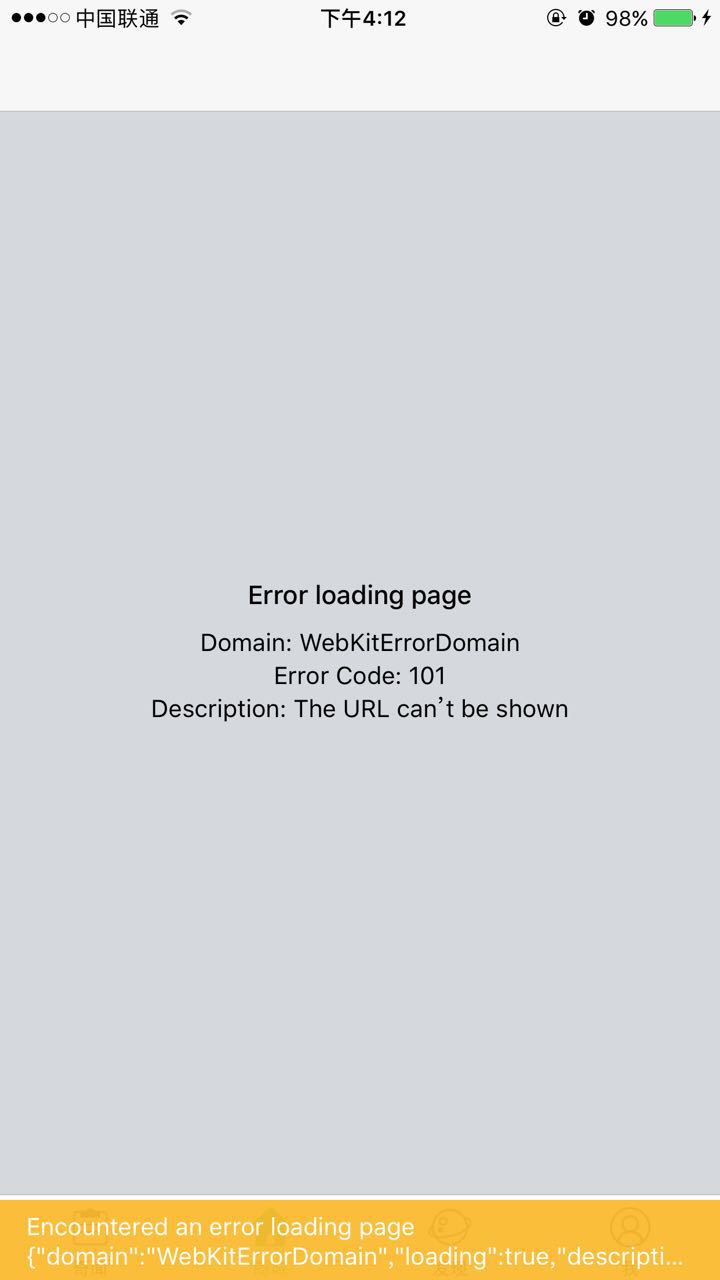 中国联通 下午4:12 98%
Error loading page
Domain: WebKitErrorDomain
Error Code: 101
Description: The URL can’t be shown
Encountered an error loading page
{"domain":"WebKitErrorDomain","loading":true,"descripti...